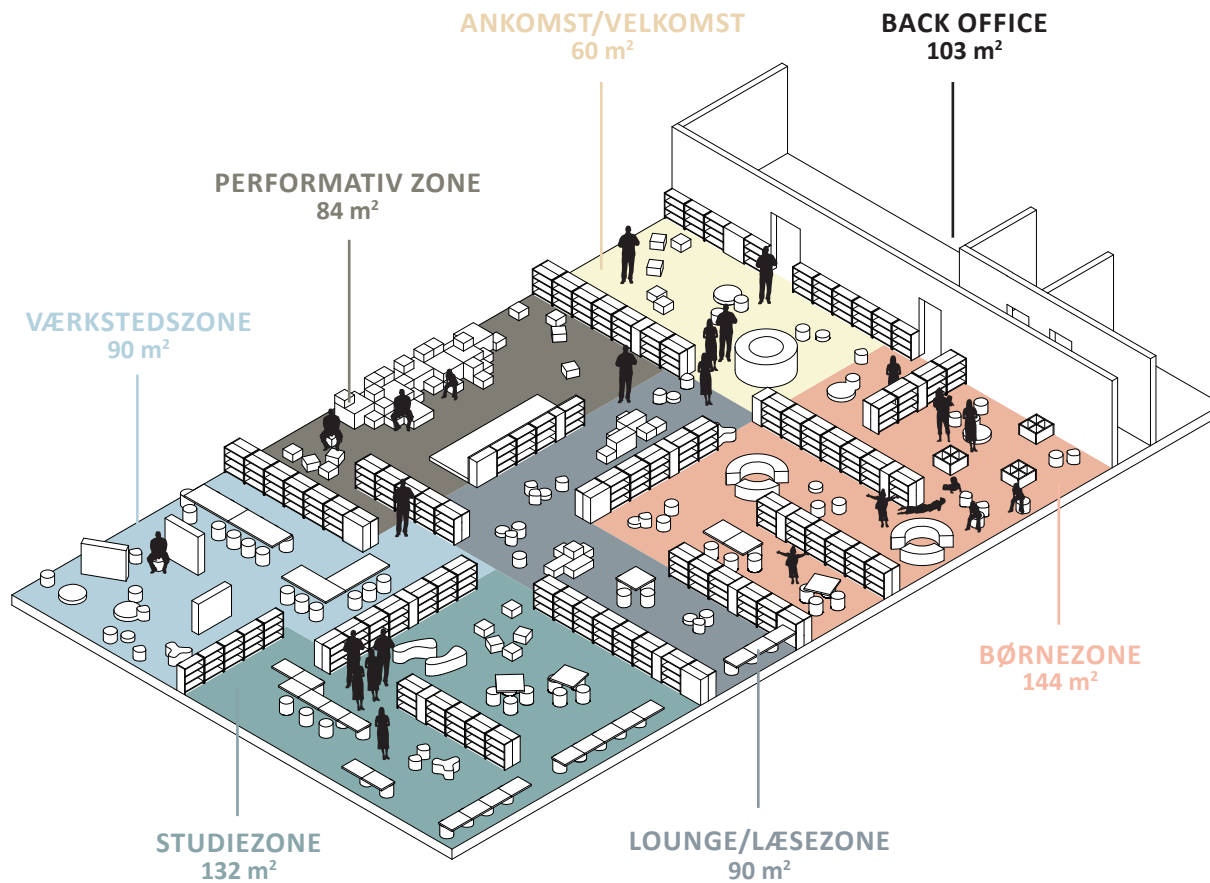 ANKOMST/VELKOMST
60 m²
BACK OFFICE
103 m²
PERFORMATIV ZONE
84 m²
VÆRKSTEDSZONE
90 m²
BØRNEZONE
144 m²
STUDIEZONE
132 m²
LOUNGE/LÆSEZONE
90 m²